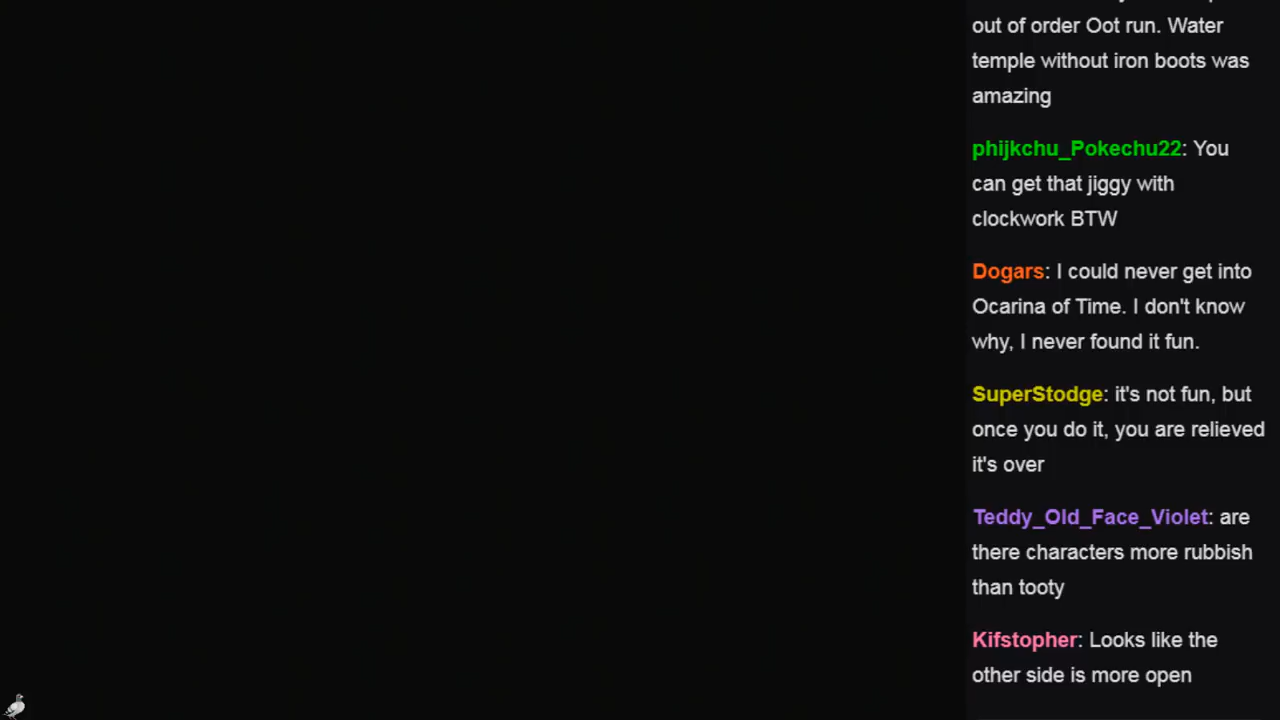 out of order Oot run. Water
temple without iron boots was
amazing
phijkchu_Pokechu22: You
can get that jiggy with
clockwork BTW
Dogars: I could never get into
Ocarina of Time. I don't know
why, I never found it fun.
SuperStodge: it's not fun, but
once you do it, you are relieved
it's over
Teddy_Old_Face_Violet: are
there characters more rubbish
than tooty
Kifstopher: Looks like the
other side is more open